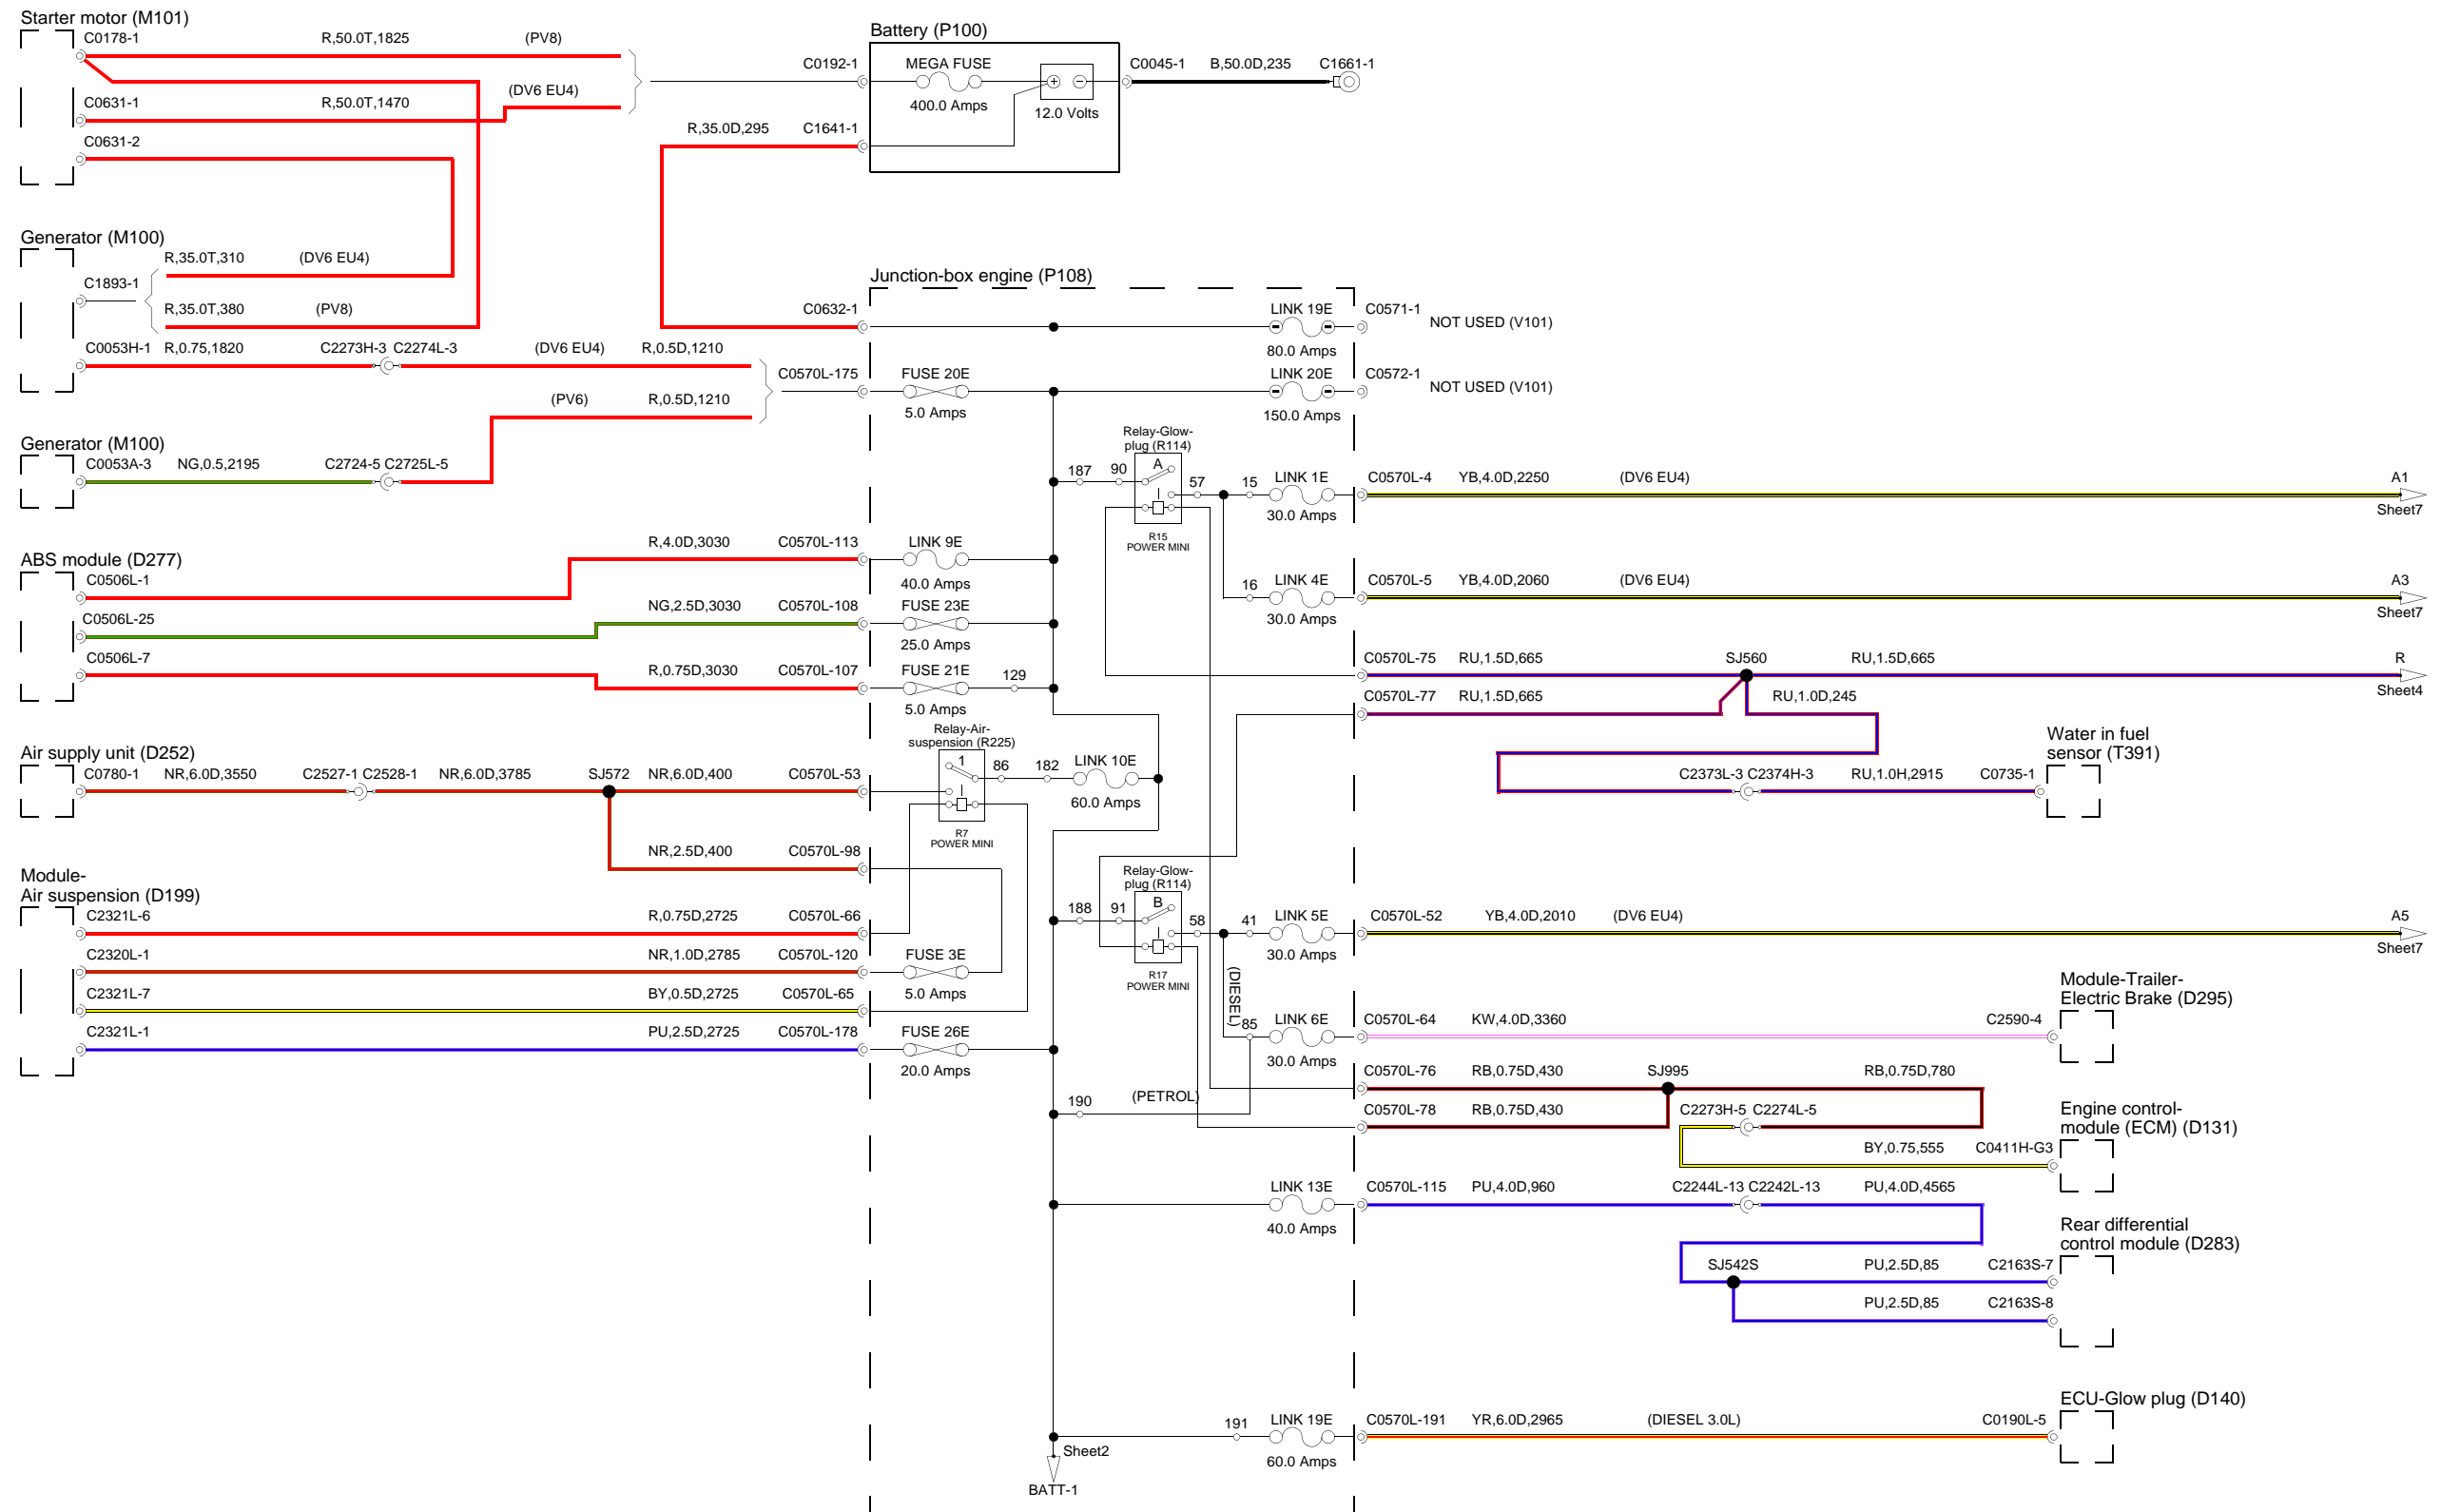 Starter motor (M101)
C0178-1 R,50.0T,1825 (PV8)
C0631-1 R,50.0T,1470 (DV6 EU4)
C0631-2
Battery (P100)
C0192-1 MEGA FUSE C0045-1 B,50.0D,235 C1661-1
400.0 Amps 12.0 Volts
R,35.0D,295 C1641-1
Generator (M100)
R,35.0T,310 (DV6 EU4)
C1893-1
R,35.0T,380 (PV8)
C0053H-1 R,0.75,1820 C2273H-3 C2274L-3 (DV6 EU4) R,0.5D,1210
(PV6) R,0.5D,1210
Generator (M100)
C0053A-3 NG,0.5,2195 C2724-5 C2725L-5
Junction-box engine (P108)
C0632-1 LINK 19E C0571-1 NOT USED (V101)
80.0 Amps
C0570L-175 FUSE 20E LINK 20E C0572-1 NOT USED (V101)
5.0 Amps 150.0 Amps
Relay-Glow-
plug (R114)
187 90 A 57 15 LINK 1E C0570L-4 YB,4.0D,2250 (DV6 EU4) A1
30.0 Amps Sheet7
R15
POWER MINI
ABS module (D277)
C0506L-1 R,4.0D,3030 C0570L-113 LINK 9E
40.0 Amps
16 LINK 4E C0570L-5 YB,4.0D,2060 (DV6 EU4) A3
30.0 Amps Sheet7
C0506L-25 NG,2.5D,3030 C0570L-108 FUSE 23E
25.0 Amps
C0506L-7 R,0.75D,3030 C0570L-107 FUSE 21E 129
5.0 Amps
C0570L-75 RU,1.5D,665 SJ560 RU,1.5D,665 R
Sheet4
C0570L-77 RU,1.5D,665 RU,1.0D,245
Water in fuel
sensor (T391)
C2373L-3 C2374H-3 RU,1.0H,2915 C0735-1
Air supply unit (D252)
C0780-1 NR,6.0D,3550 C2527-1 C2528-1 NR,6.0D,3785 SJ572 NR,6.0D,400 C0570L-53
Relay-Air-
suspension (R225)
1 86 182 LINK 10E
60.0 Amps
R7
POWER MINI
NR,2.5D,400 C0570L-98
Module-
Air suspension (D199)
C2321L-6 R,0.75D,2725 C0570L-66
C2320L-1 NR,1.0D,2785 C0570L-120 FUSE 3E
5.0 Amps
C2321L-7 BY,0.5D,2725 C0570L-65
C2321L-1 PU,2.5D,2725 C0570L-178 FUSE 26E
20.0 Amps
Relay-Glow-
plug (R114)
188 91 B 58 41 LINK 5E C0570L-52 YB,4.0D,2010 (DV6 EU4) A5
30.0 Amps Sheet7
R17
POWER MINI
(DIESEL)
Module-Trailer-
Electric Brake (D295)
85 LINK 6E C0570L-64 KW,4.0D,3360 C2590-4
30.0 Amps
190 (PETROL)
C0570L-76 RB,0.75D,430 SJ995 RB,0.75D,780
C0570L-78 RB,0.75D,430 C2273H-5 C2274L-5
Engine control-
module (ECM) (D131)
BY,0.75,555 C0411H-G3
LINK 13E C0570L-115 PU,4.0D,960 C2244L-13 C2242L-13 PU,4.0D,4565
40.0 Amps
Rear differential
control module (D283)
SJ542S PU,2.5D,85 C2163S-7
PU,2.5D,85 C2163S-8
ECU-Glow plug (D140)
191 LINK 19E C0570L-191 YR,6.0D,2965 (DIESEL 3.0L) C0190L-5
60.0 Amps
Sheet2
BATT-1